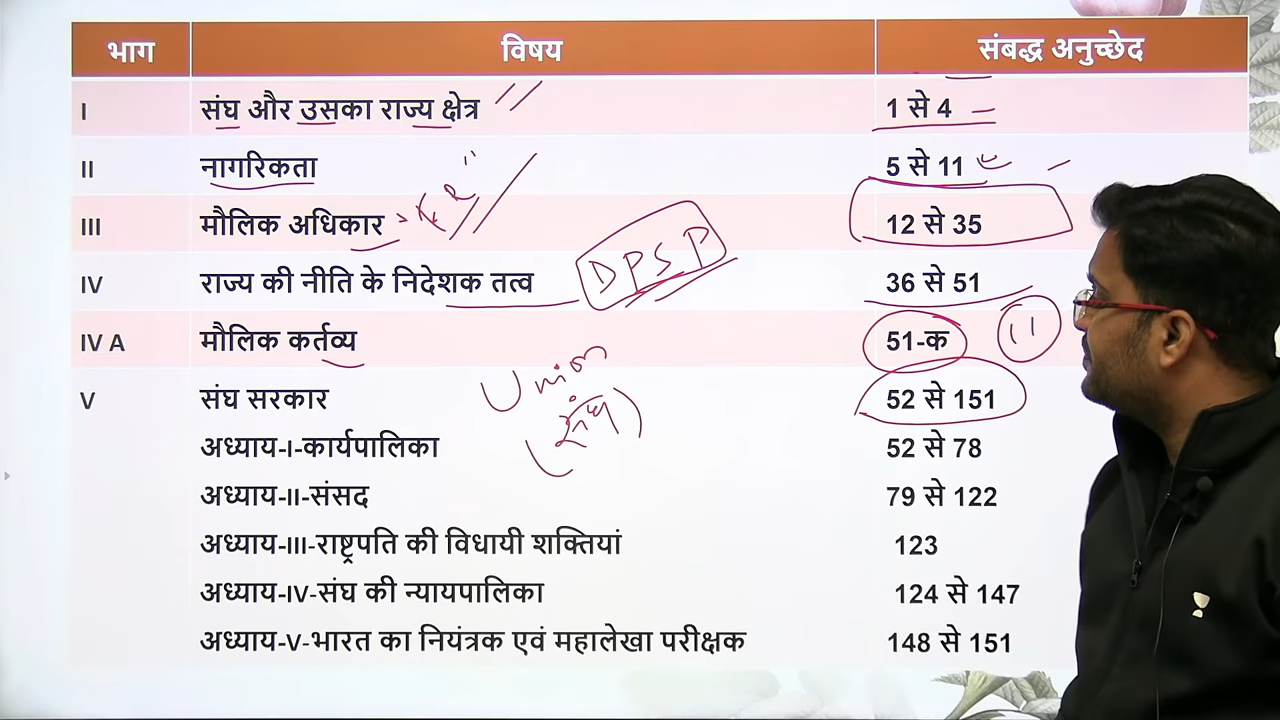 भाग विषय संबद्ध अनुच्छेद
I संघ और उसका राज्य क्षेत्र 1 से 4
II नागरिकता 5 से 11
III मौलिक अधिकार F.R 12 से 35
IV राज्य की नीति के निदेशक तत्व DPSP 36 से 51
IV A मौलिक कर्तव्य 51-क 11
V संघ सरकार Union 52 से 151
(संघ)
अध्याय-I-कार्यपालिका 52 से 78
अध्याय-II-संसद 79 से 122
अध्याय-III-राष्ट्रपति की विधायी शक्तियां 123
अध्याय-IV-संघ की न्यायपालिका 124 से 147
अध्याय-V-भारत का नियंत्रक एवं महालेखा परीक्षक 148 से 151